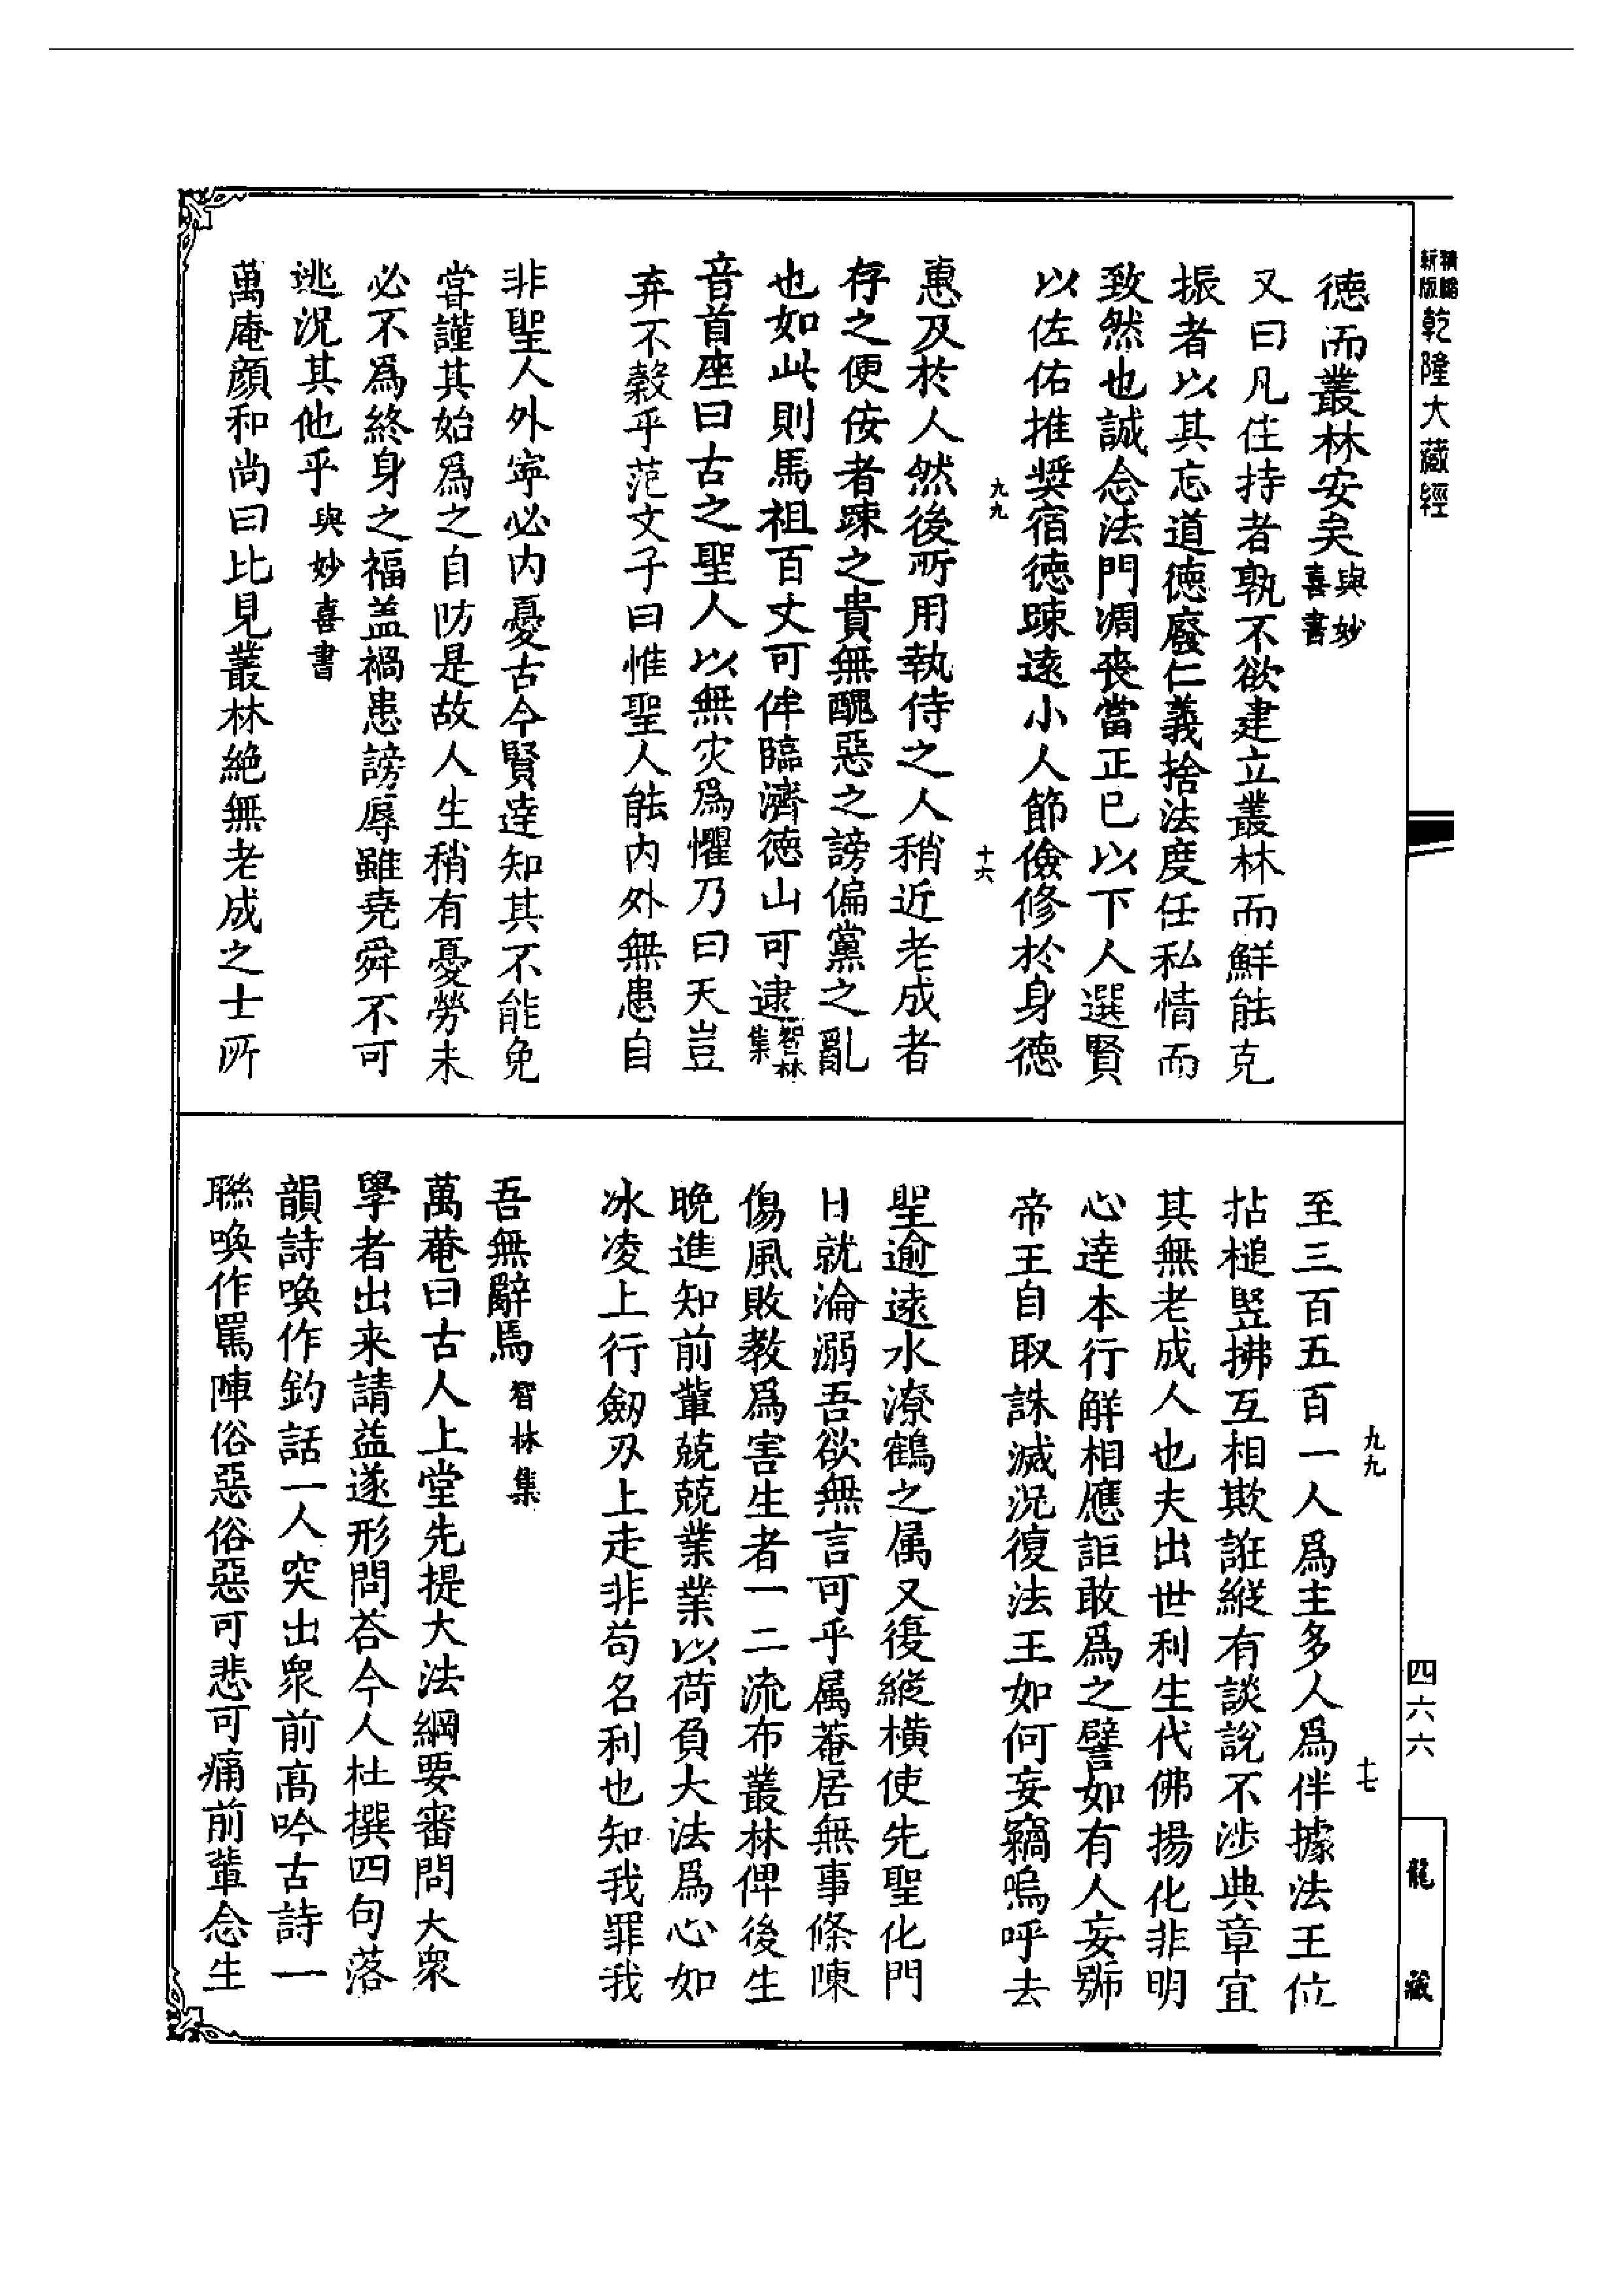 新版
乾隆大藏經
德而叢林安矣與妙喜書
又曰凡住持者孰不欲建立叢林而鮮能克
振者以其忘道德廢仁義捨法度任私情而
致然也誠念法門凋喪當正己以下人選賢
以佐佑推奬宿德踈遠小人節儉修於身德
九九
十六
惠及於人然後所用執侍之人稍近老成者
存之便佞者踈之貴無醜惡之謗偏黨之亂
也如此則馬祖百丈可侔臨濟德山可逮智林集
音首座曰古之聖人以無灾爲懼乃曰天豈
弃不穀乎范文子曰惟聖人能内外無患自
非聖人外寧必内憂古今賢逹知其不能免
甞謹其始爲之自防是故人生稍有憂勞未
必不爲終身之福盖禍患謗辱雖堯舜不可
逃況其他乎與妙喜書
萬庵顔和尚曰比見叢林絶無老成之士所
九九
十七
至三百五百一人爲主多人爲伴據法王位
拈槌竪拂互相欺誑縱有談說不涉典章宜
其無老成人也夫出世利生代佛揚化非明
心逹本行解相應詎敢爲之譬如有人妄號
帝王自取誅滅況復法王如何妄竊嗚呼去
聖逾遠水潦鶴之属又復縱橫使先聖化門
日就淪溺吾欲無言可乎属菴居無事條陳
傷風敗教爲害生者一二流布叢林俾後生
晚進知前輩兢兢業業以荷負大法爲心如
冰凌上行劒刃上走非苟名利也知我罪我
吾無辭焉智林集
萬菴曰古人上堂先提大法綱要審問大衆
學者出来請益遂形問荅今人杜撰四句落
韻詩喚作釣話一人突出衆前高吟古詩一
聯喚作罵陣俗惡俗惡可悲可痛前輩念生
四六六
龍藏